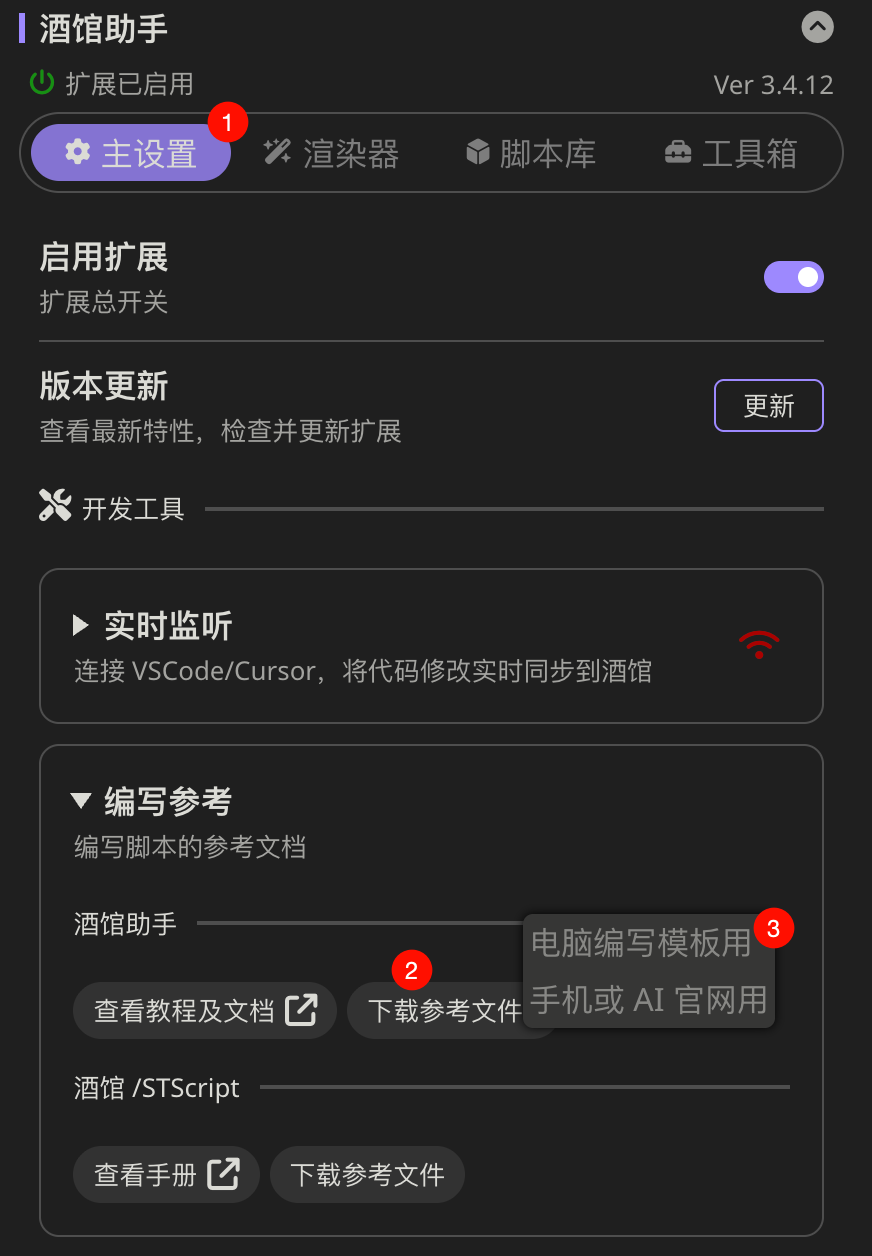 酒馆助手
扩展已启用
Ver 3.4.12
1
主设置
渲染器
脚本库
工具箱
启用扩展
扩展总开关
版本更新
查看最新特性，检查并更新扩展
更新
开发工具
实时监听
连接 VSCode/Cursor，将代码修改实时同步到酒馆
编写参考
编写脚本的参考文档
酒馆助手
3
电脑编写模板用
手机或 AI 官网用
2
查看教程及文档
下载参考文件
酒馆 /STScript
查看手册
下载参考文件